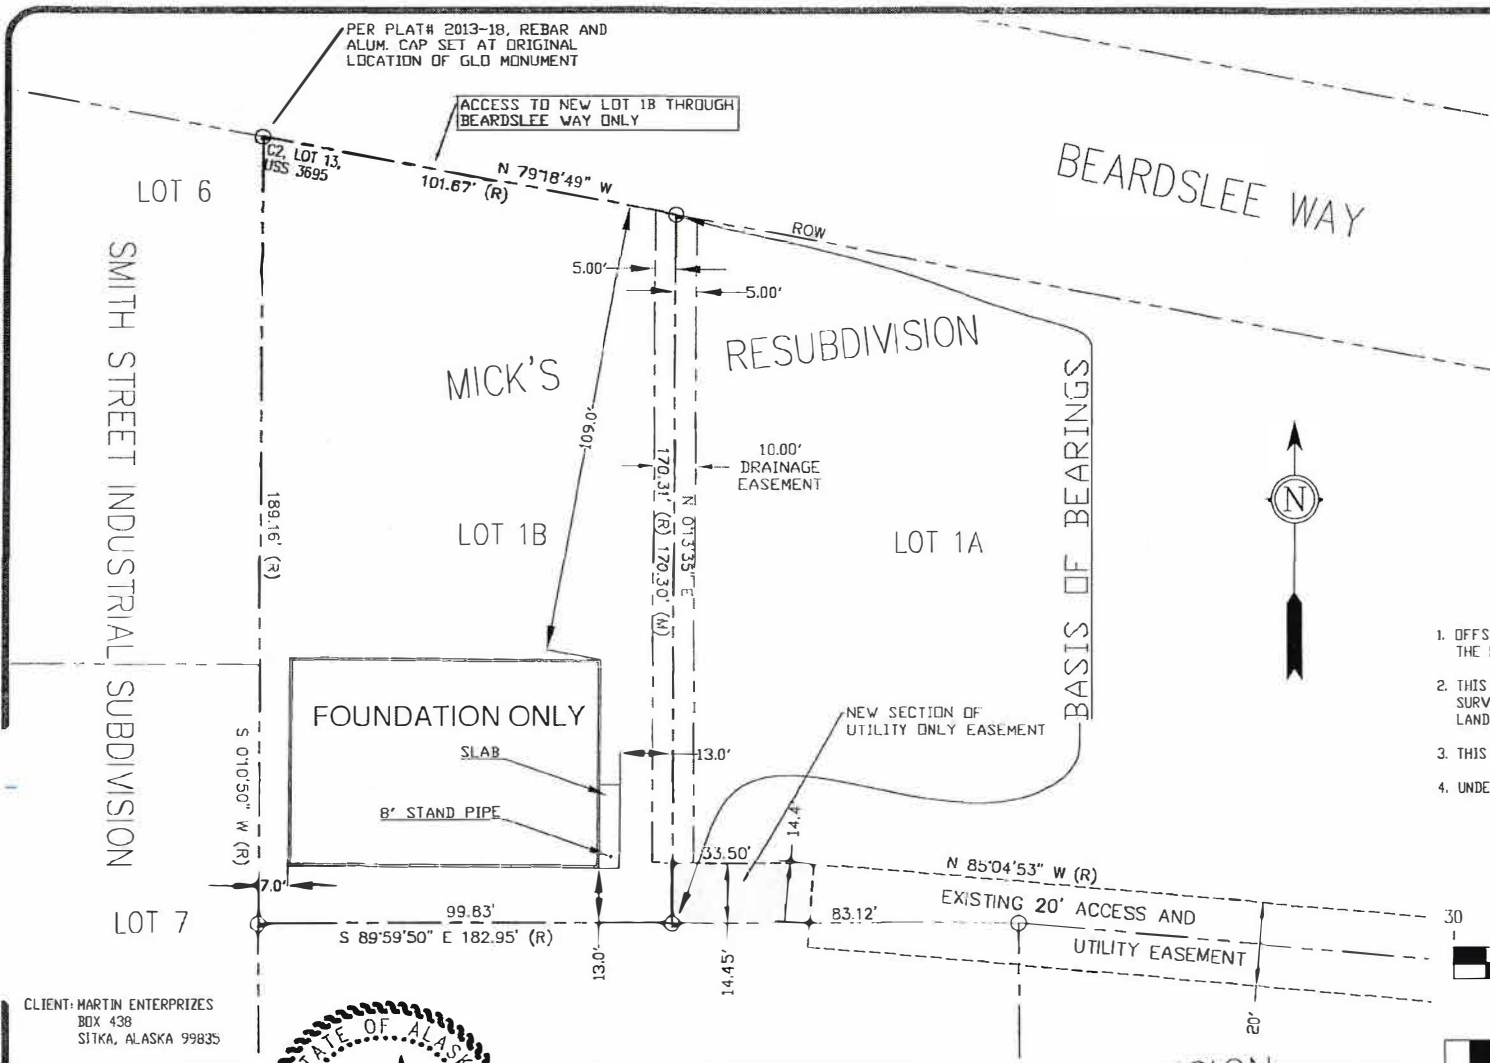 PER PLAT# 2013-18, REBAR AND
ALUM. CAP SET AT ORIGINAL
LOCATION OF GLO MONUMENT
ACCESS TO NEW LOT 1B THROUGH
BEARDSLEE WAY ONLY
C2, LOT 13,
USS 3695
N 79°18'49" W
101.67' (R)
LOT 6
BEARDSLEE WAY
ROW
5.00'
5.00'
SMITH STREET INDUSTRIAL SUBDIVISION
MICK'S
RESUBDIVISION
109.0'
10.00'
DRAINAGE
EASEMENT
170.31' (R) 170.30' (M)
N 0°13'35" E
189.16' (R)
LOT 1B
LOT 1A
BASIS OF BEARINGS
N
1. OFFS
THE
2. THIS
SURV
LAND
3. THIS
4. UNDE
FOUNDATION ONLY
SLAB
8' STAND PIPE
13.0'
NEW SECTION OF
UTILITY ONLY EASEMENT
S 0°10'50" W (R)
14.4'
33.50'
N 85°04'53" W (R)
7.0'
LOT 7
99.83'
S 89°59'50" E 182.95' (R)
13.0'
14.45'
83.12'
EXISTING 20' ACCESS AND
UTILITY EASEMENT
20'
30
CLIENT: MARTIN ENTERPRIZES
BOX 438
SITKA, ALASKA 99835
STATE OF ALASK